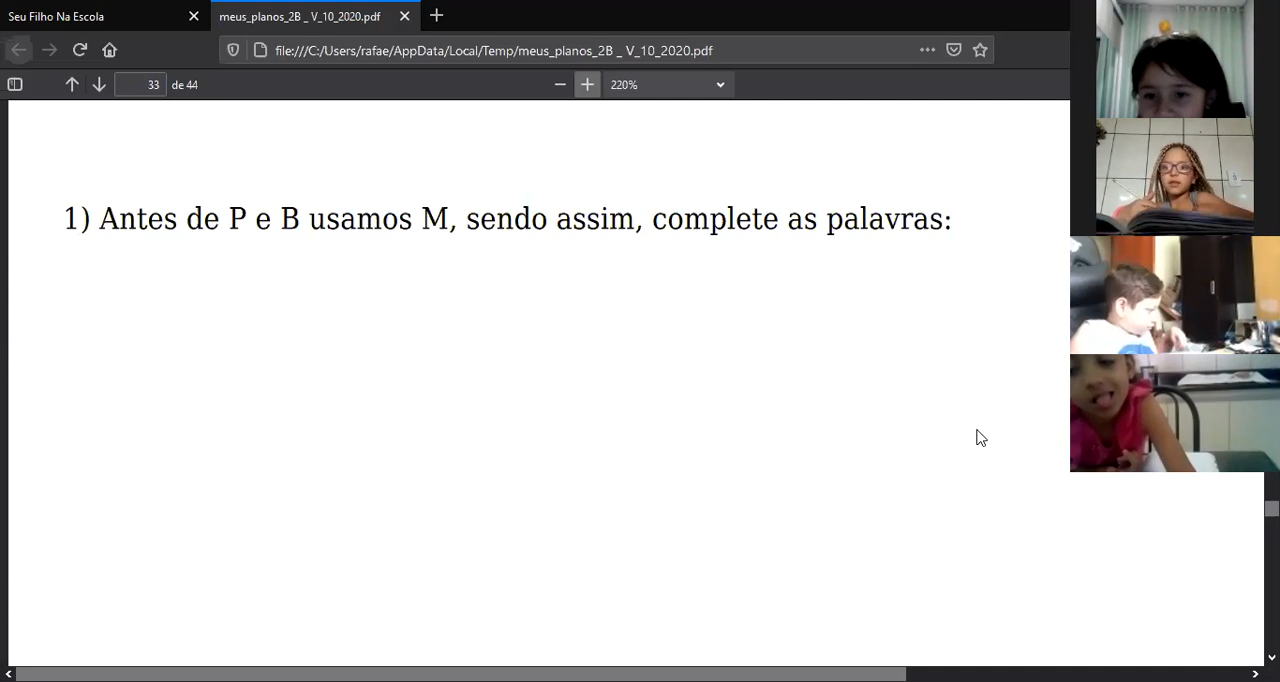 Seu Filho Na Escola
meus_planos_2B _ V_10_2020.pdf
file:///C:/Users/rafae/AppData/Local/Temp/meus_planos_2B _ V_10_2020.pdf
33 de 44
220%
1) Antes de P e B usamos M, sendo assim, complete as palavras: